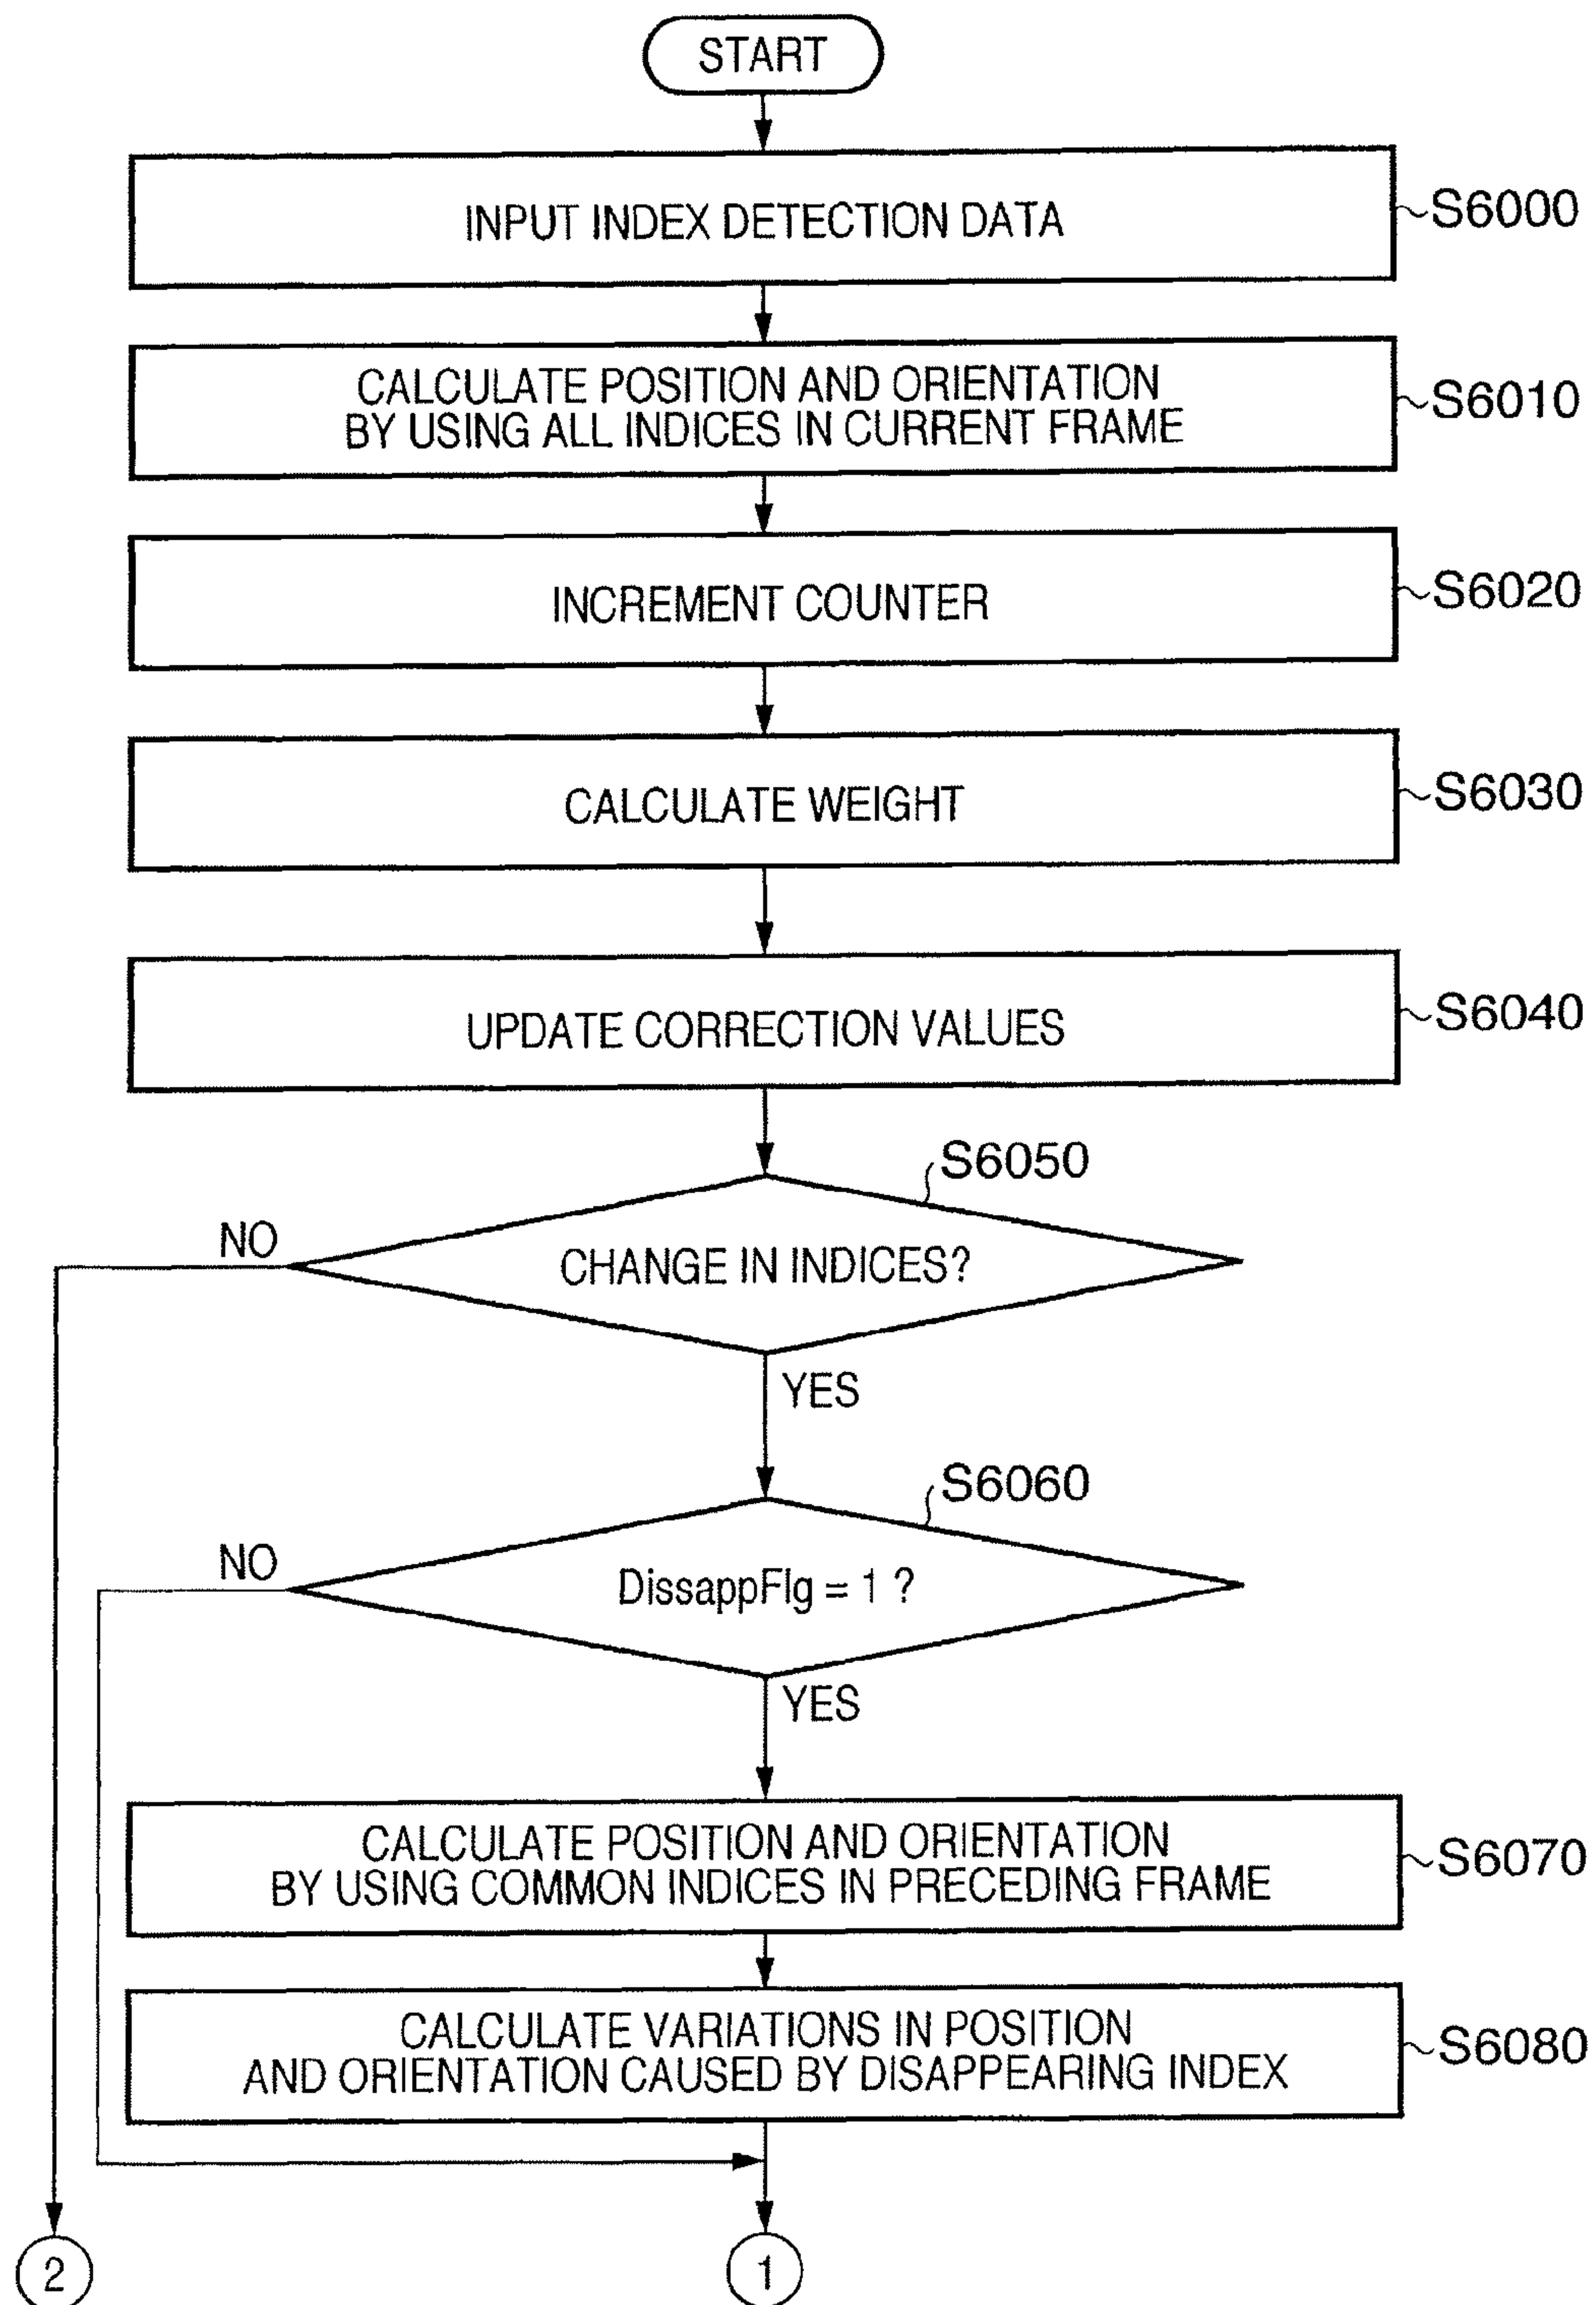 START
INPUT INDEX DETECTION DATA
S6000
CALCULATE POSITION AND ORIENTATION
BY USING ALL INDICES IN CURRENT FRAME
S6010
INCREMENT COUNTER
S6020
CALCULATE WEIGHT
S6030
UPDATE CORRECTION VALUES
S6040
S6050
NO
CHANGE IN INDICES?
YES
S6060
NO
DissappFlg = 1 ?
YES
CALCULATE POSITION AND ORIENTATION
BY USING COMMON INDICES IN PRECEDING FRAME
S6070
CALCULATE VARIATIONS IN POSITION
AND ORIENTATION CAUSED BY DISAPPEARING INDEX
S6080
2
1